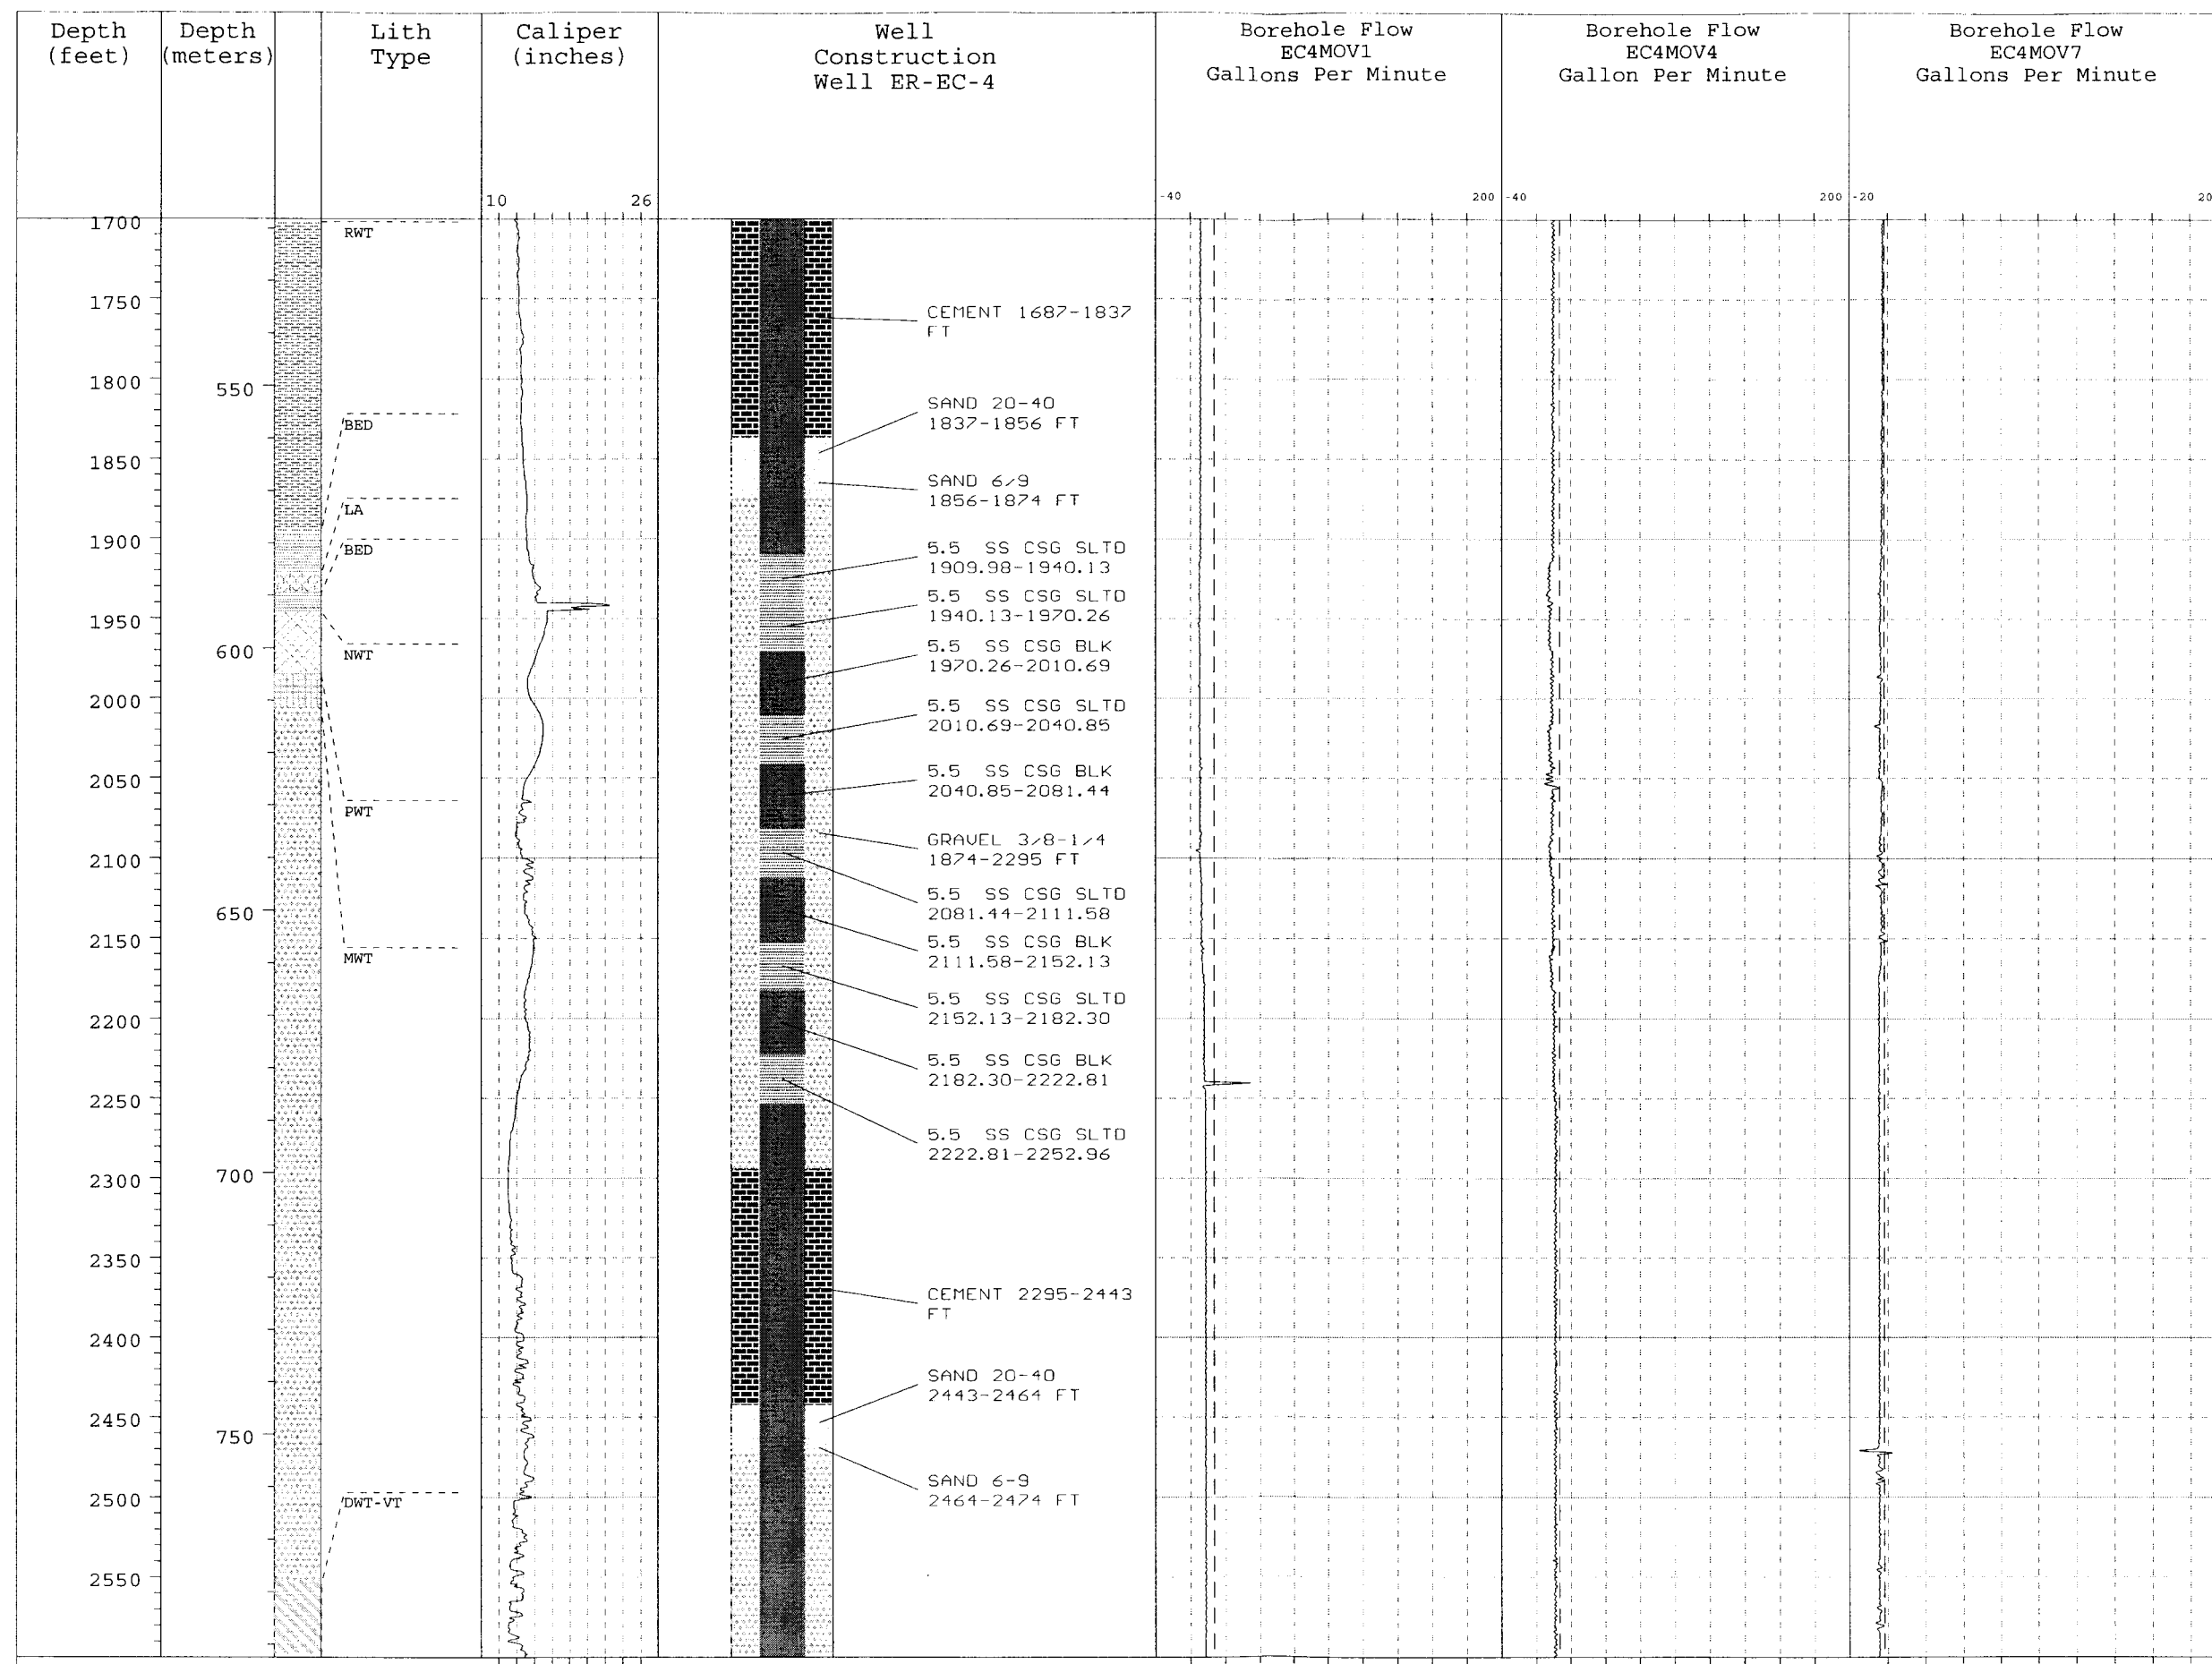 Depth
(feet)
Depth
(meters)
Lith
Type
Caliper
(inches)
Well
Construction
Well ER-EC-4
Borehole Flow
EC4MOV1
Gallons Per Minute
Borehole Flow
EC4MOV4
Gallon Per Minute
Borehole Flow
EC4MOV7
Gallons Per Minute
10 26
-40 200
-40 200
-20
1700
1750
1800
1850
1900
1950
2000
2050
2100
2150
2200
2250
2300
2350
2400
2450
2500
2550
550
600
650
700
750
RWT
BED
LA
BED
NWT
PWT
MWT
DWT-VT
CEMENT 1687-1837
FT
SAND 20-40
1837-1856 FT
SAND 6/9
1856-1874 FT
5.5 SS CSG SLTD
1909.98-1940.13
5.5 SS CSG SLTD
1940.13-1970.26
5.5 SS CSG BLK
1970.26-2010.69
5.5 SS CSG SLTD
2010.69-2040.85
5.5 SS CSG BLK
2040.85-2081.44
GRAVEL 3/8-1/4
1874-2295 FT
5.5 SS CSG SLTD
2081.44-2111.58
5.5 SS CSG BLK
2111.58-2152.13
5.5 SS CSG SLTD
2152.13-2182.30
5.5 SS CSG BLK
2182.30-2222.81
5.5 SS CSG SLTD
2222.81-2252.96
CEMENT 2295-2443
FT
SAND 20-40
2443-2464 FT
SAND 6-9
2464-2474 FT